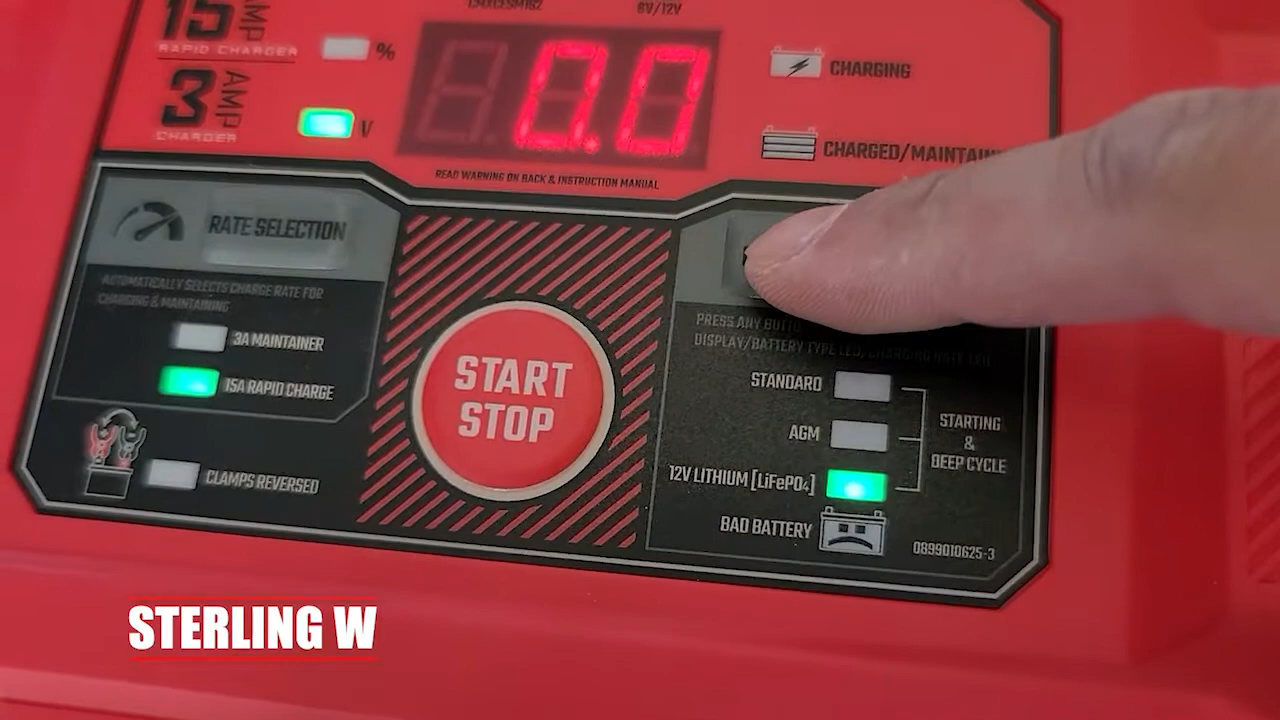 15 AMP
RAPID CHARGER
6V/12V
%
3 AMP
CHARGER
V
0.0
CHARGING
CHARGED/MAINTAIN
READ WARNING ON BACK & INSTRUCTION MANUAL
RATE SELECTION
AUTOMATICALLY SELECTS CHARGE RATE FOR
CHARGING & MAINTAINING
3A MAINTAINER
15A RAPID CHARGE
CLAMPS REVERSED
START
STOP
PRESS ANY
DISPLAY/BATTERY TYPE LED, CHARGING RATE LED
STANDARD
AGM
12V LITHIUM [LiFePO₄]
STARTING
&
DEEP CYCLE
BAD BATTERY
0899010625-3
STERLING W